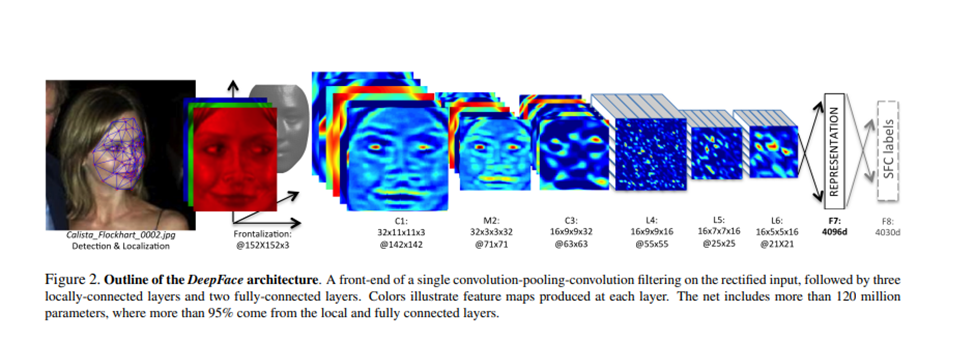 REPRESENTATION
SFC labels
Calista_Flockhart_0002.jpg
Detection & Localization
Frontalization:
@152X152x3
C1:
32x11x11x3
@142x142
M2:
32x3x3x32
@71x71
C3:
16x9x9x32
@63x63
L4:
16x9x9x16
@55x55
L5:
16x7x7x16
@25x25
L6:
16x5x5x16
@21X21
F7:
4096d
F8:
4030d
Figure 2. Outline of the DeepFace architecture. A front-end of a single convolution-pooling-convolution filtering on the rectified input, followed by three
locally-connected layers and two fully-connected layers. Colors illustrate feature maps produced at each layer. The net includes more than 120 million
parameters, where more than 95% come from the local and fully connected layers.